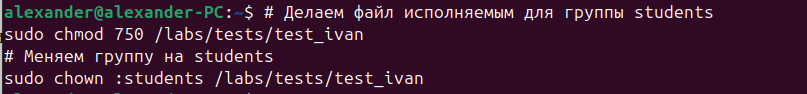 alexander@alexander-PC:~$ # Делаем файл исполняемым для группы students
sudo chmod 750 /labs/tests/test_ivan
# Меняем группу на students
sudo chown :students /labs/tests/test_ivan